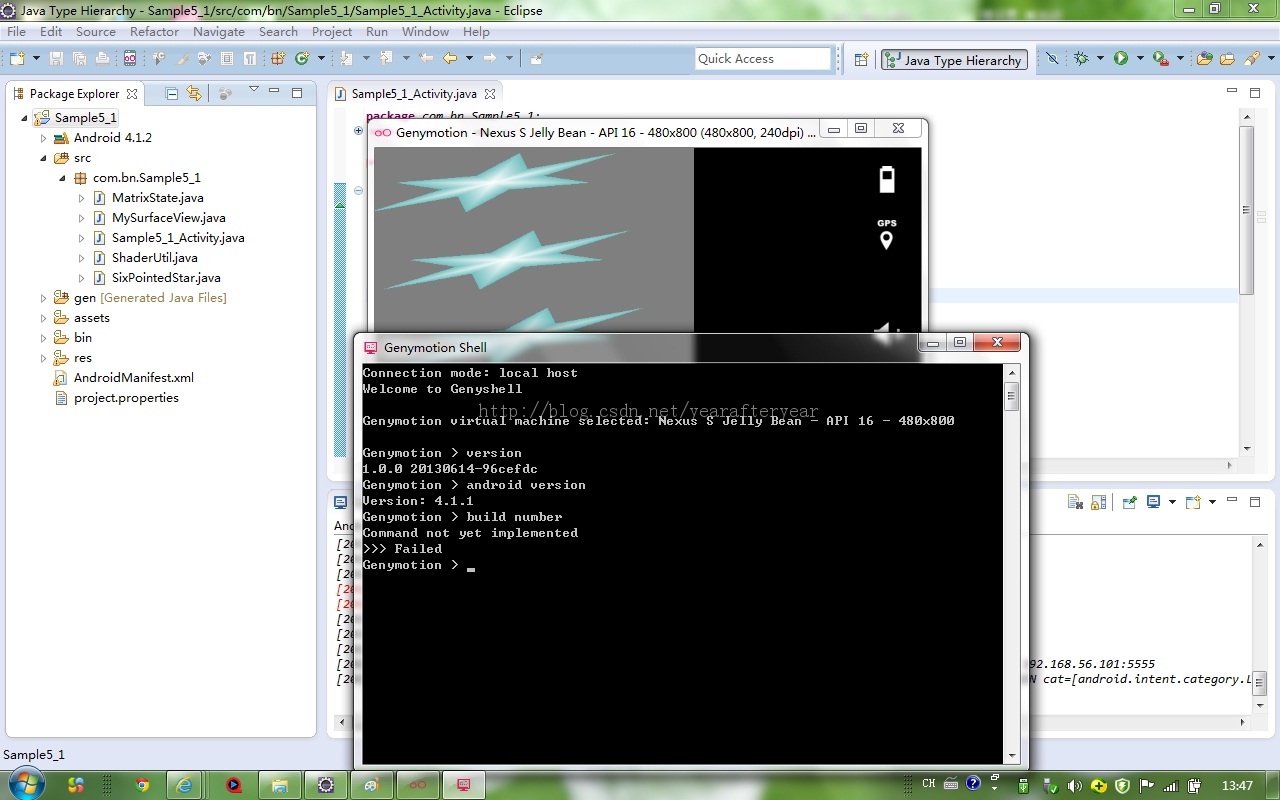 Java Type Hierarchy - Sample5_1/src/com/bn/Sample5_1/Sample5_1_Activity.java - Eclipse
File Edit Source Refactor Navigate Search Project Run Window Help
Quick Access
Java Type Hierarchy
Package Explorer
Sample5_1_Activity.java
Sample5_1
Android 4.1.2
src
com.bn.Sample5_1
MatrixState.java
MySurfaceView.java
Sample5_1_Activity.java
ShaderUtil.java
SixPointedStar.java
gen [Generated Java Files]
assets
bin
res
AndroidManifest.xml
project.properties
package com.bn.Sample5_1;
Genymotion - Nexus S Jelly Bean - API 16 - 480x800 (480x800, 240dpi) ...
GPS
Genymotion Shell
Connection mode: local host
Welcome to Genyshell
http://blog.csdn.net/yearafteryear
Genymotion virtual machine selected: Nexus S Jelly Bean - API 16 - 480x800
Genymotion > version
1.0.0 20130614-96cefdc
Genymotion > android version
Version: 4.1.1
Genymotion > build number
Command not yet implemented
>>> Failed
Genymotion > _
[20
[20
[20
[20
[20
[20
[20
[20
[20
92.168.56.101:5555
[20
N cat=[android.intent.category.L
Sample5_1
CH
13:47